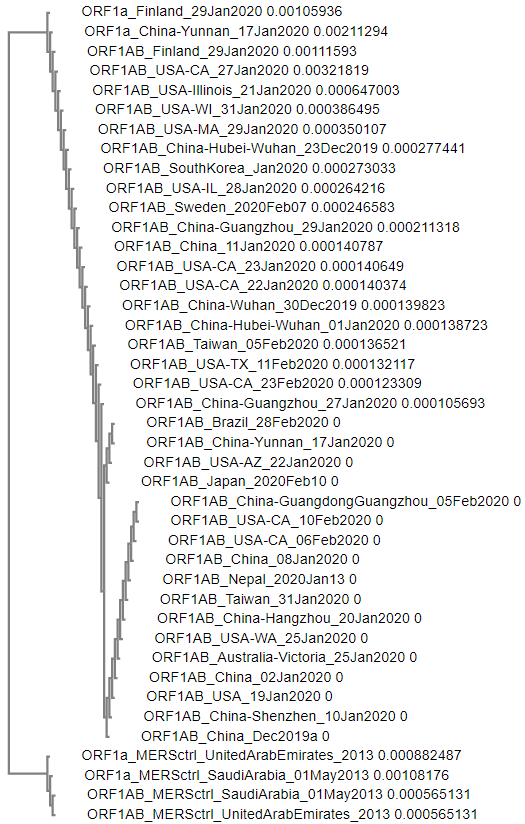 ORF1a_Finland_29Jan2020 0.00105936
ORF1a_China-Yunnan_17Jan2020 0.00211294
ORF1AB_Finland_29Jan2020 0.00111593
ORF1AB_USA-CA_27Jan2020 0.00321819
ORF1AB_USA-Illinois_21Jan2020 0.000647003
ORF1AB_USA-WI_31Jan2020 0.000386495
ORF1AB_USA-MA_29Jan2020 0.000350107
ORF1AB_China-Hubei-Wuhan_23Dec2019 0.000277441
ORF1AB_SouthKorea_Jan2020 0.000273033
ORF1AB_USA-IL_28Jan2020 0.000264216
ORF1AB_Sweden_2020Feb07 0.000246583
ORF1AB_China-Guangzhou_29Jan2020 0.000211318
ORF1AB_China_11Jan2020 0.000140787
ORF1AB_USA-CA_23Jan2020 0.000140649
ORF1AB_USA-CA_22Jan2020 0.000140374
ORF1AB_China-Wuhan_30Dec2019 0.000139823
ORF1AB_China-Hubei-Wuhan_01Jan2020 0.000138723
ORF1AB_Taiwan_05Feb2020 0.000136521
ORF1AB_USA-TX_11Feb2020 0.000132117
ORF1AB_USA-CA_23Feb2020 0.000123309
ORF1AB_China-Guangzhou_27Jan2020 0.000105693
ORF1AB_Brazil_28Feb2020 0
ORF1AB_China-Yunnan_17Jan2020 0
ORF1AB_USA-AZ_22Jan2020 0
ORF1AB_Japan_2020Feb10 0
ORF1AB_China-GuangdongGuangzhou_05Feb2020 0
ORF1AB_USA-CA_10Feb2020 0
ORF1AB_USA-CA_06Feb2020 0
ORF1AB_China_08Jan2020 0
ORF1AB_Nepal_2020Jan13 0
ORF1AB_Taiwan_31Jan2020 0
ORF1AB_China-Hangzhou_20Jan2020 0
ORF1AB_USA-WA_25Jan2020 0
ORF1AB_Australia-Victoria_25Jan2020 0
ORF1AB_China_02Jan2020 0
ORF1AB_USA_19Jan2020 0
ORF1AB_China-Shenzhen_10Jan2020 0
ORF1AB_China_Dec2019a 0
ORF1a_MERSctrl_UnitedArabEmirates_2013 0.000882487
ORF1a_MERSctrl_SaudiArabia_01May2013 0.00108176
ORF1AB_MERSctrl_SaudiArabia_01May2013 0.000565131
ORF1AB_MERSctrl_UnitedArabEmirates_2013 0.000565131